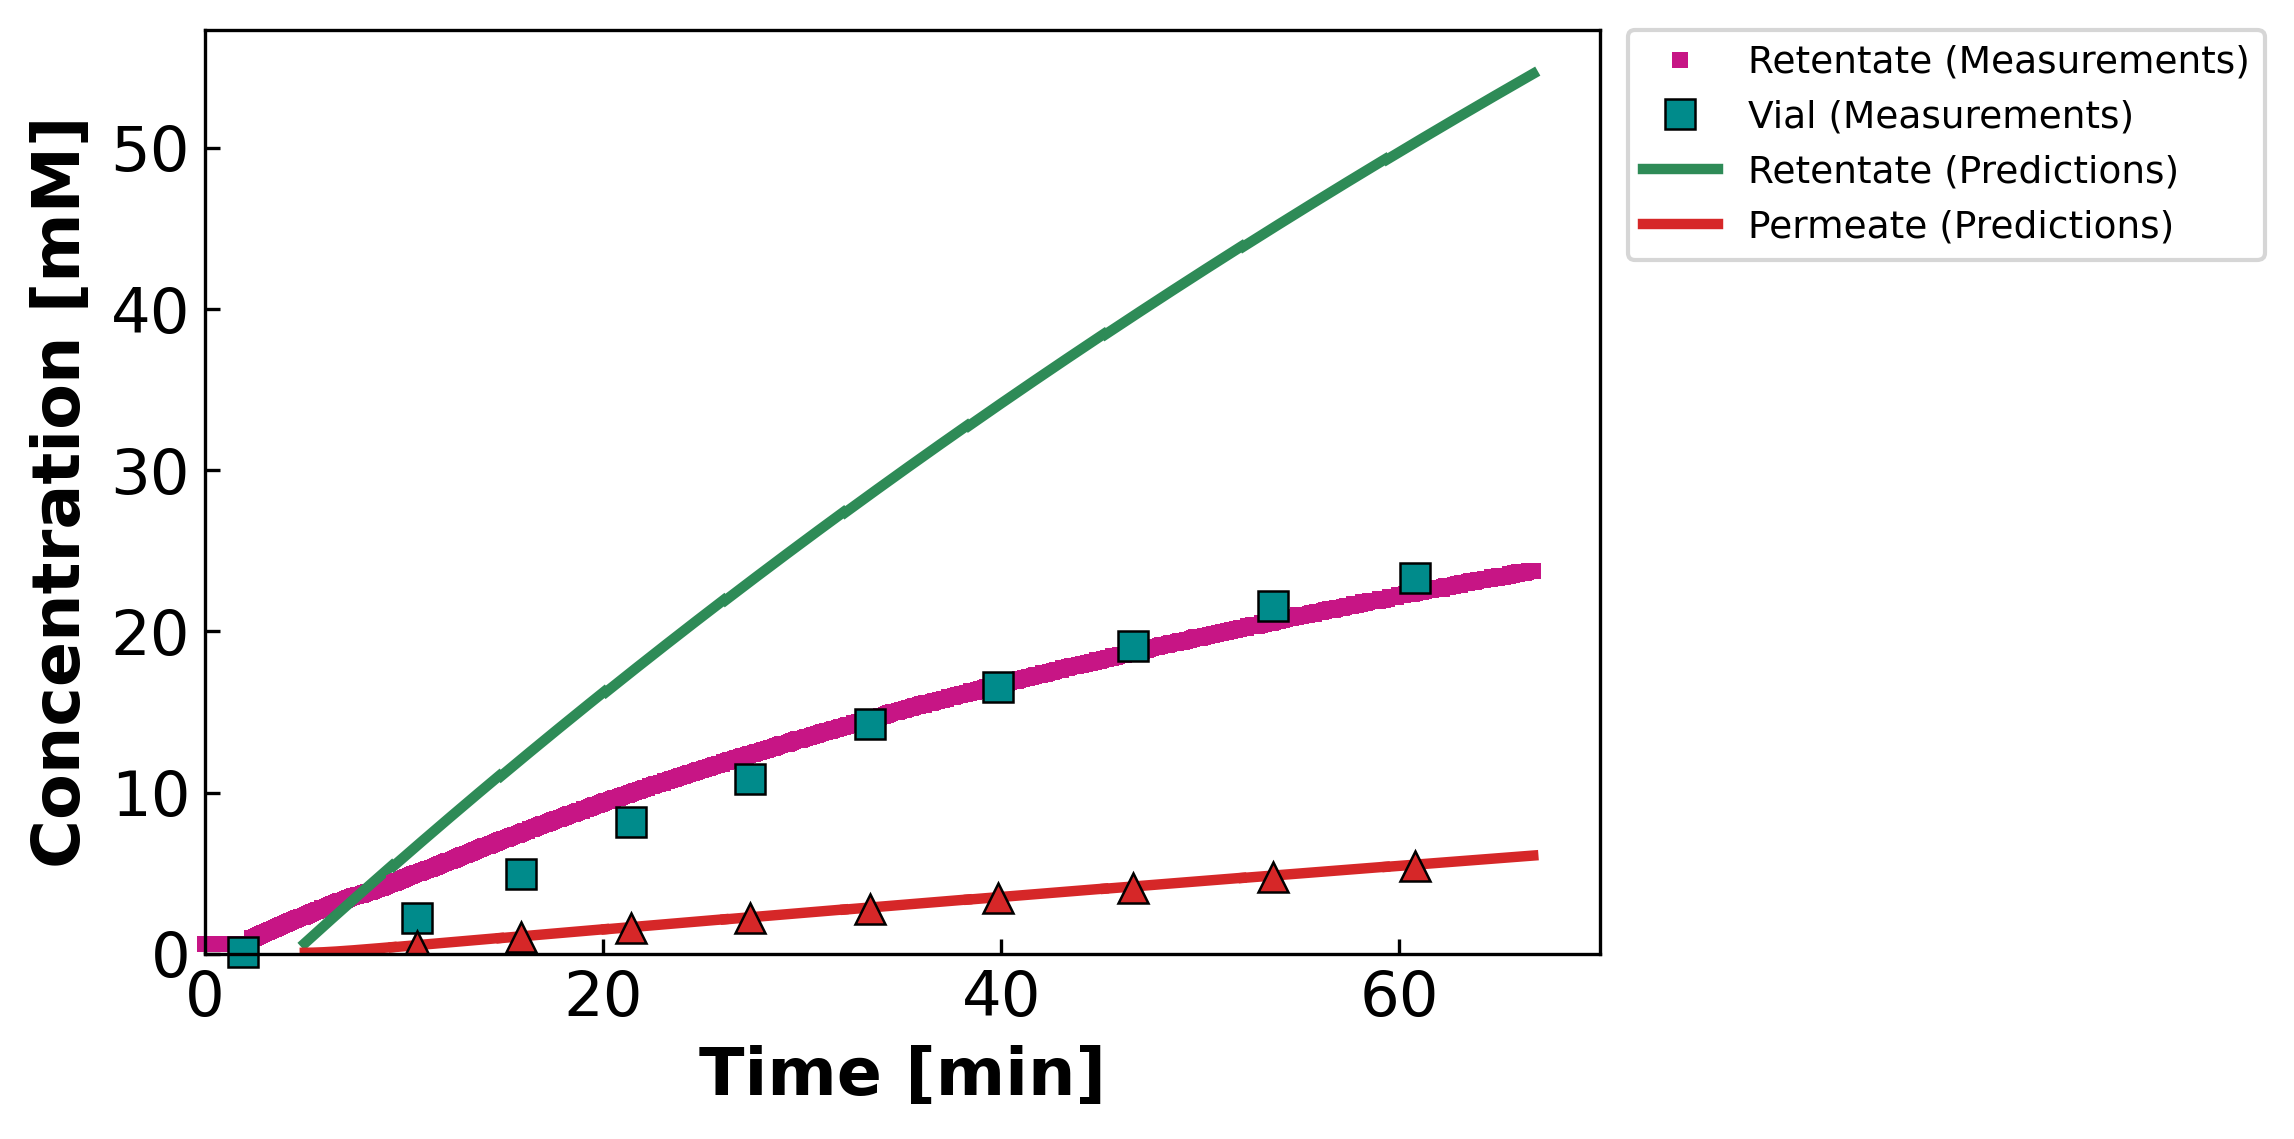 Concentration [mM]
50
40
30
20
10
0
0 20 40 60
Time [min]
Retentate (Measurements)
Vial (Measurements)
Retentate (Predictions)
Permeate (Predictions)